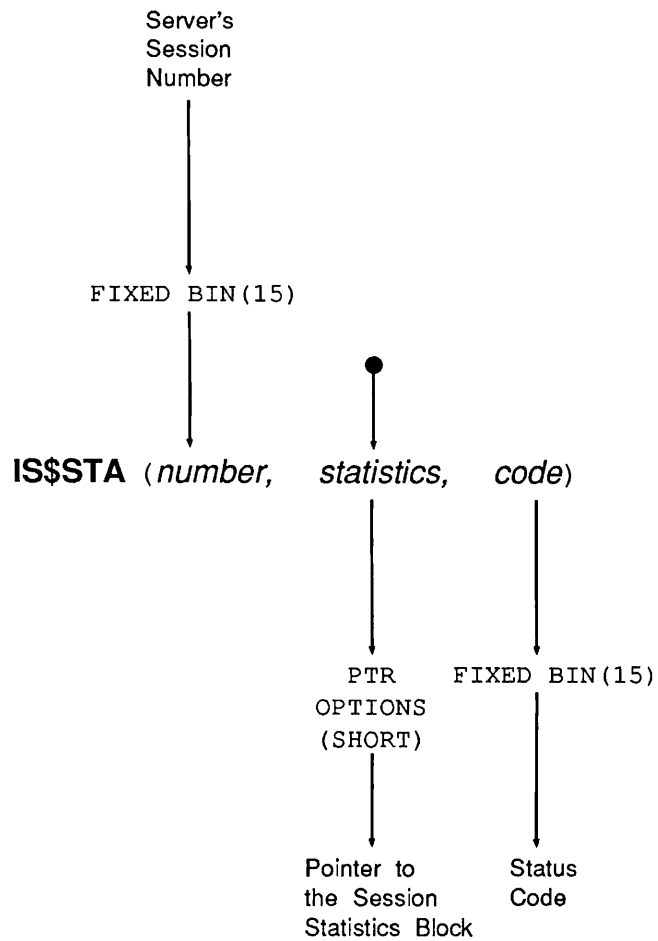 Server's
Session
Number
FIXED BIN(15)
IS$STA (number, statistics, code)
PTR
OPTIONS
(SHORT)
FIXED BIN(15)
Pointer to
the Session
Statistics Block
Status
Code